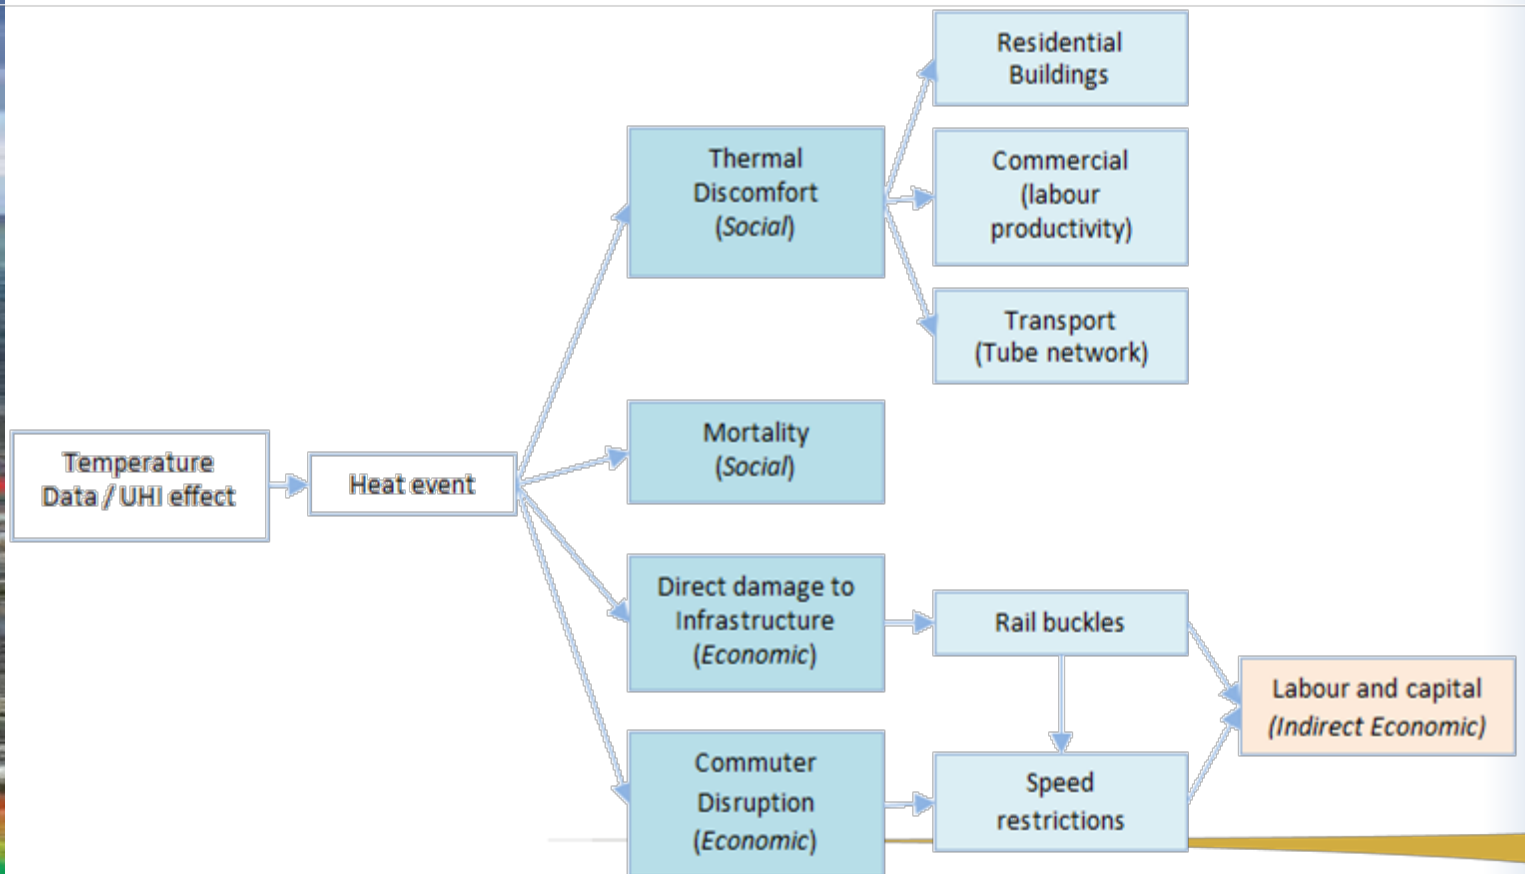 Residential
Buildings
Thermal
Discomfort
(Social)
Commercial
(labour
productivity)
Transport
(Tube network)
Temperature
Data / UHI effect
Heat event
Mortality
(Social)
Direct damage to
Infrastructure
(Economic)
Rail buckles
Labour and capital
(Indirect Economic)
Commuter
Disruption
(Economic)
Speed
restrictions